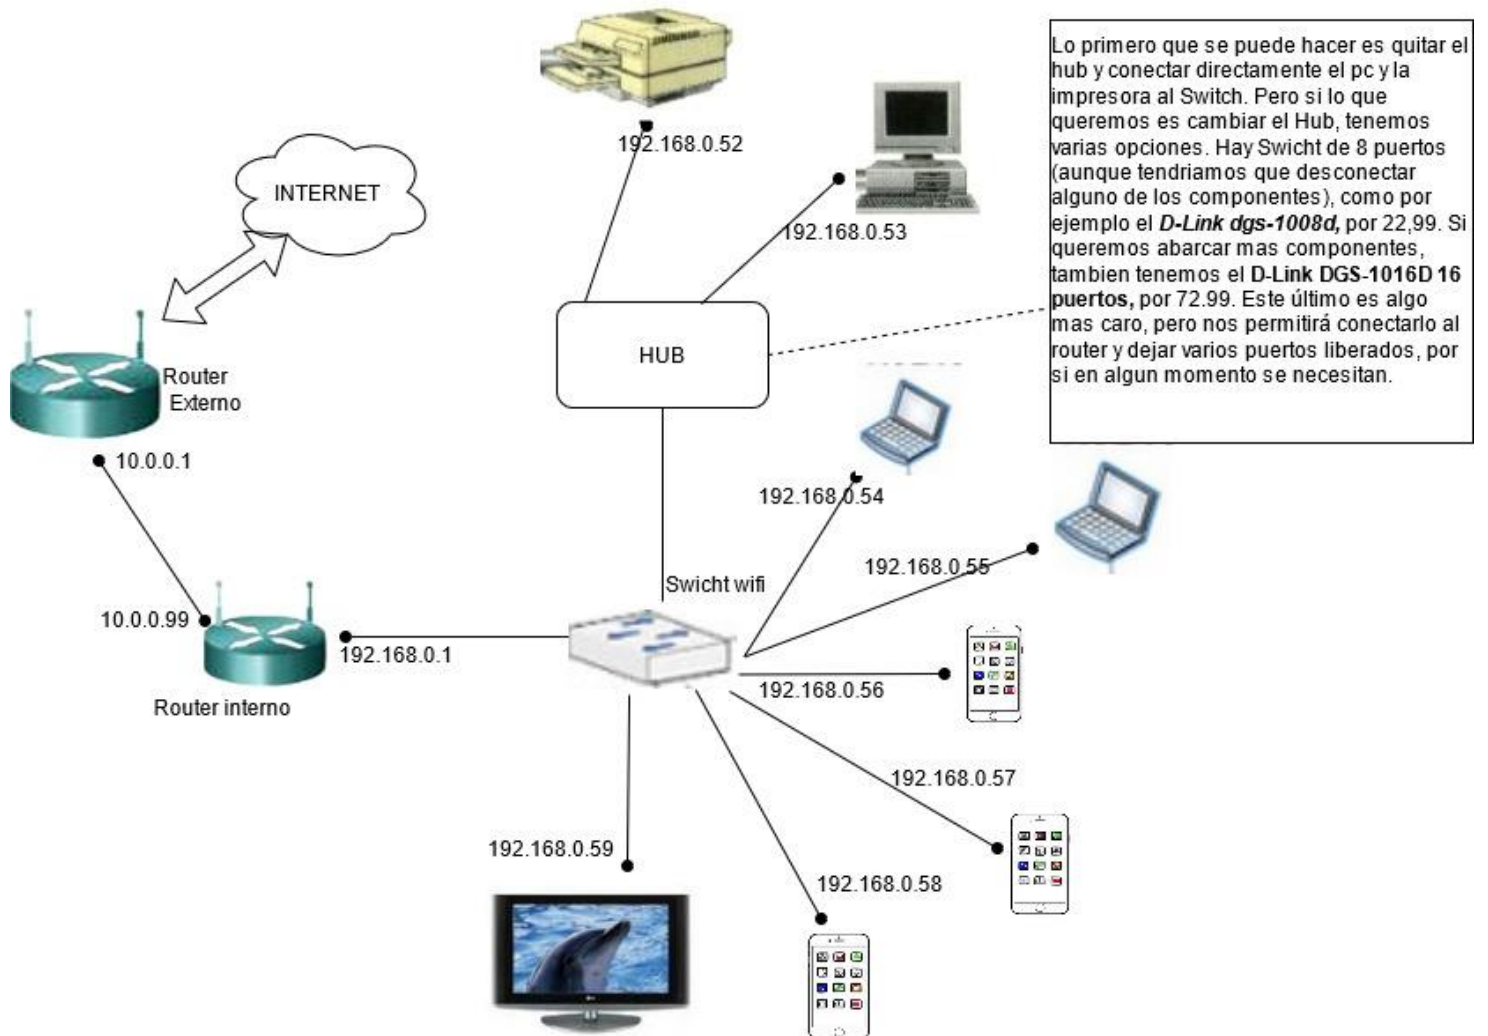 Lo primero que se puede hacer es quitar el
hub y conectar directamente el pc y la
impresora al Switch. Pero si lo que
queremos es cambiar el Hub, tenemos
varias opciones. Hay Swicht de 8 puertos
(aunque tendriamos que desconectar
alguno de los componentes), como por
ejemplo el D-Link dgs-1008d, por 22,99. Si
queremos abarcar mas componentes,
tambien tenemos el D-Link DGS-1016D 16
puertos, por 72.99. Este último es algo
mas caro, pero nos permitirá conectarlo al
router y dejar varios puertos liberados, por
si en algun momento se necesitan.
192.168.0.52
INTERNET
192.168.0.53
HUB
Router
Externo
10.0.0.1
192.168.0.54
192.168.0.55
Swicht wifi
10.0.0.99
192.168.0.1
192.168.0.56
Router interno
192.168.0.57
192.168.0.59
192.168.0.58